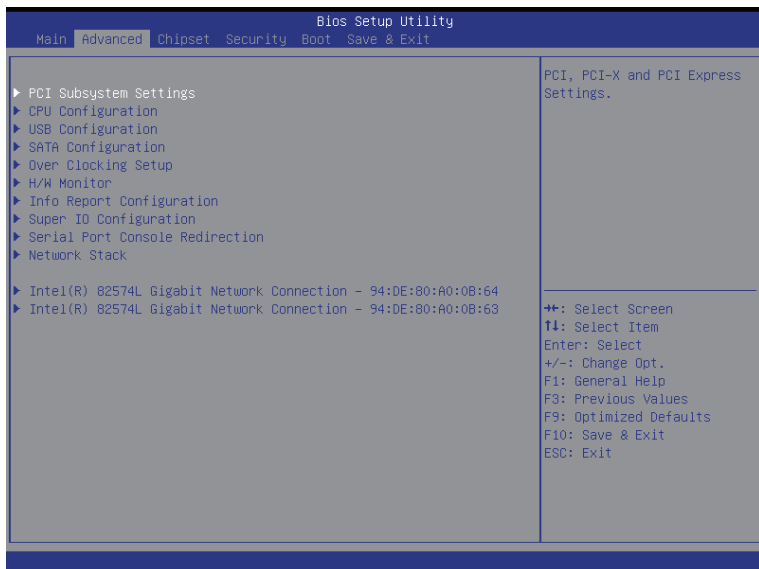 Bios Setup Utility
Main Advanced Chipset Security Boot Save & Exit
PCI Subsystem Settings
CPU Configuration
USB Configuration
SATA Configuration
Over Clocking Setup
H/W Monitor
Info Report Configuration
Super IO Configuration
Serial Port Console Redirection
Network Stack
Intel(R) 82574L Gigabit Network Connection – 94:DE:80:A0:0B:64
Intel(R) 82574L Gigabit Network Connection – 94:DE:80:A0:0B:63
PCI, PCI-X and PCI Express
Settings.
→←: Select Screen
↑↓: Select Item
Enter: Select
+/-: Change Opt.
F1: General Help
F3: Previous Values
F9: Optimized Defaults
F10: Save & Exit
ESC: Exit